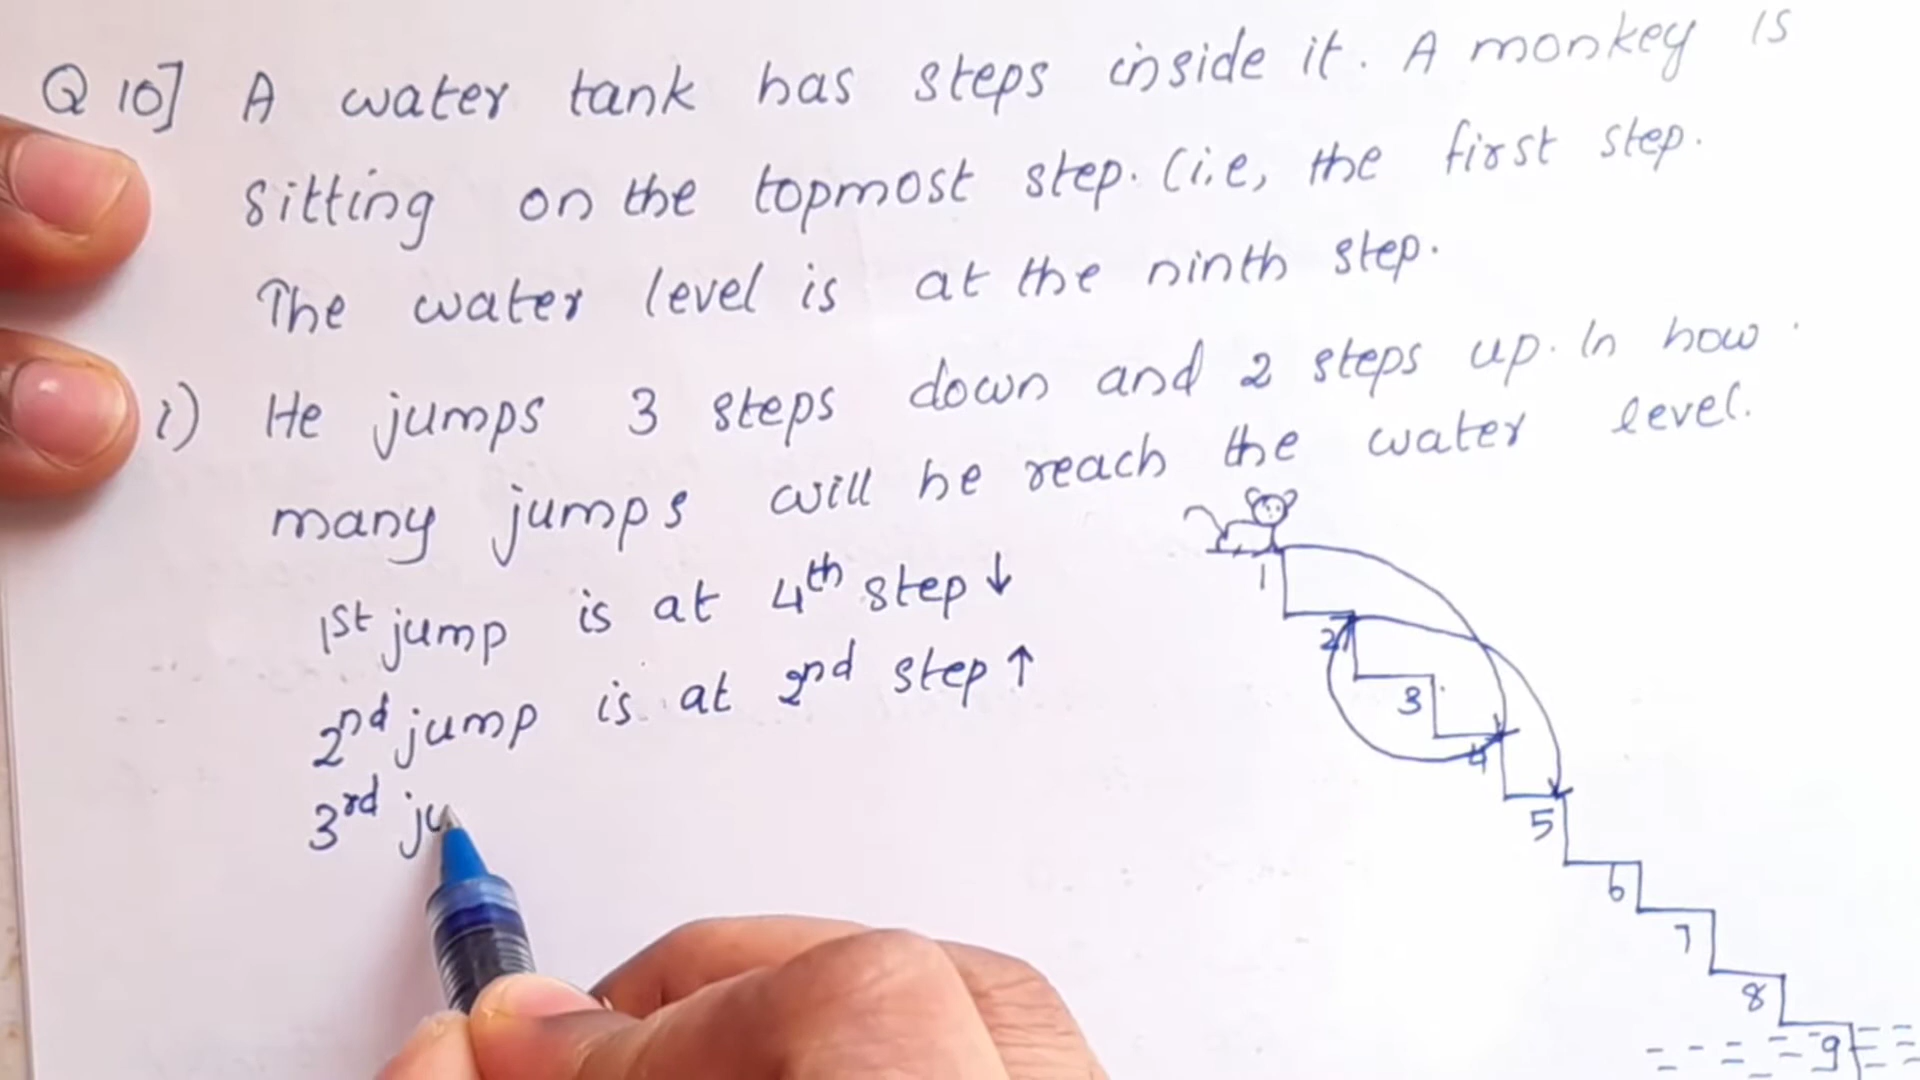 Q 10] A water tank has steps inside it. A monkey is
sitting on the topmost step. (i.e, the first step.
The water level is at the ninth step.
i) He jumps 3 steps down and 2 steps up. In how
many jumps will he reach the water level.
1st jump is at 4th step ↓
2nd jump is at 2nd step ↑
3rd ju
1
2
3
4
5
6
7
8
9